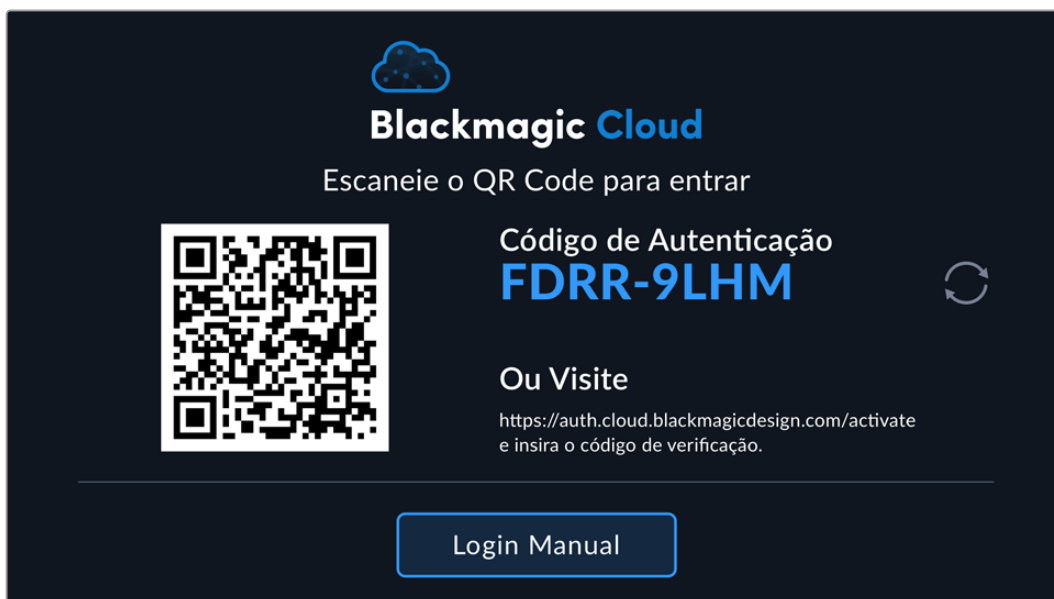 Blackmagic Cloud
Escaneie o QR Code para entrar
Código de Autenticação
FDRR-9LHM
Ou Visite
https://auth.cloud.blackmagicdesign.com/activate
e insira o código de verificação.
Login Manual